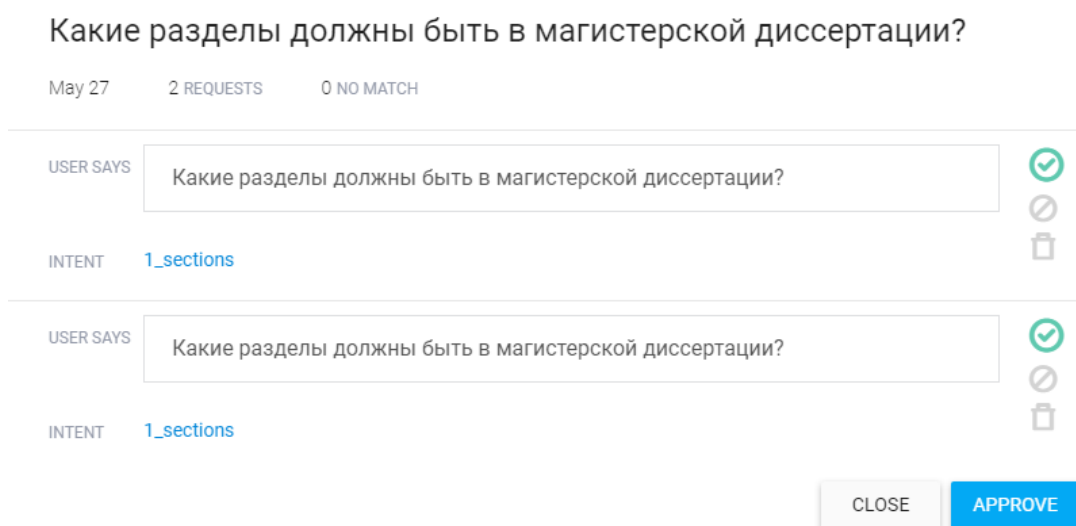 Какие разделы должны быть в магистерской диссертации?
May 27 2 REQUESTS 0 NO MATCH
USER SAYS Какие разделы должны быть в магистерской диссертации?
INTENT 1_sections
USER SAYS Какие разделы должны быть в магистерской диссертации?
INTENT 1_sections
CLOSE APPROVE